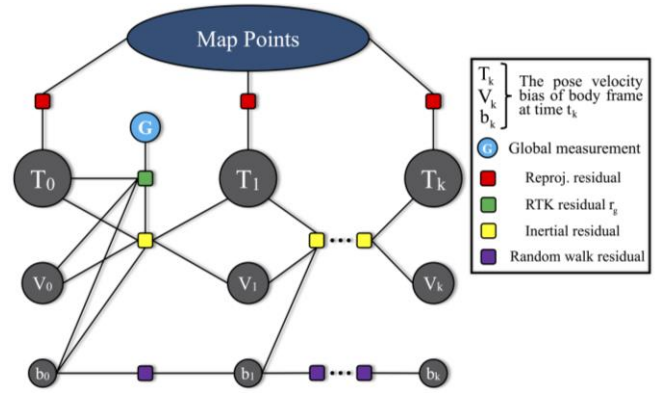 Map Points
G
T₀
T₁
Tₖ
V₀
V₁
Vₖ
b₀
b₁
bₖ
Tₖ
Vₖ
bₖ
The pose velocity
bias of body frame
at time tₖ
G Global measurement
Reproj. residual
RTK residual r_g
Inertial residual
Random walk residual